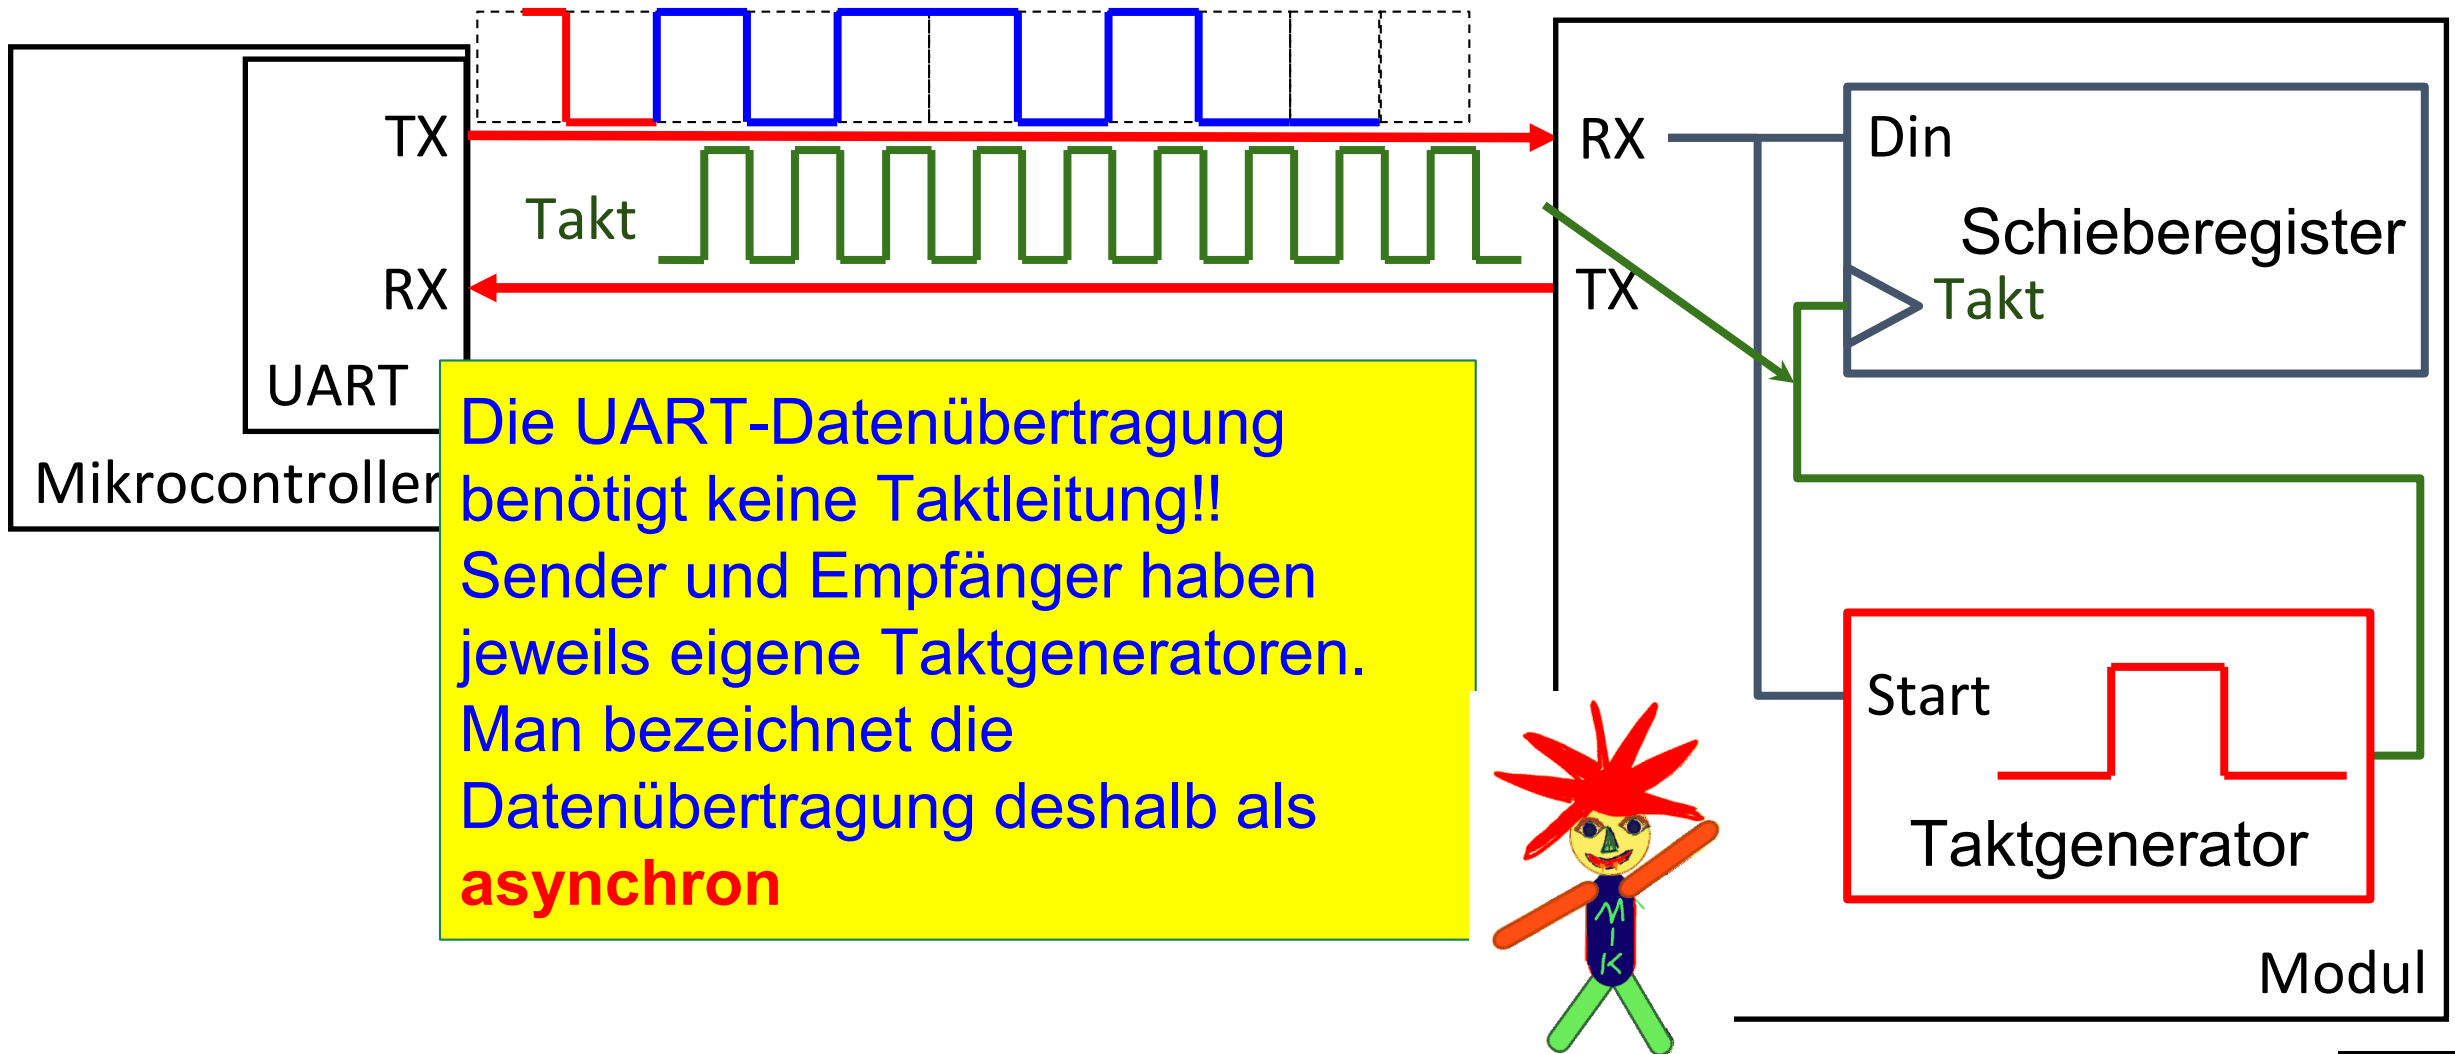 TX
Takt
RX
UART
Mikrocontroller
RX
TX
Din
Schieberegister
Takt
Die UART-Datenübertragung
benötigt keine Taktleitung!!
Sender und Empfänger haben
jeweils eigene Taktgeneratoren.
Man bezeichnet die
Datenübertragung deshalb als
asynchron
Start
Taktgenerator
MIK
Modul